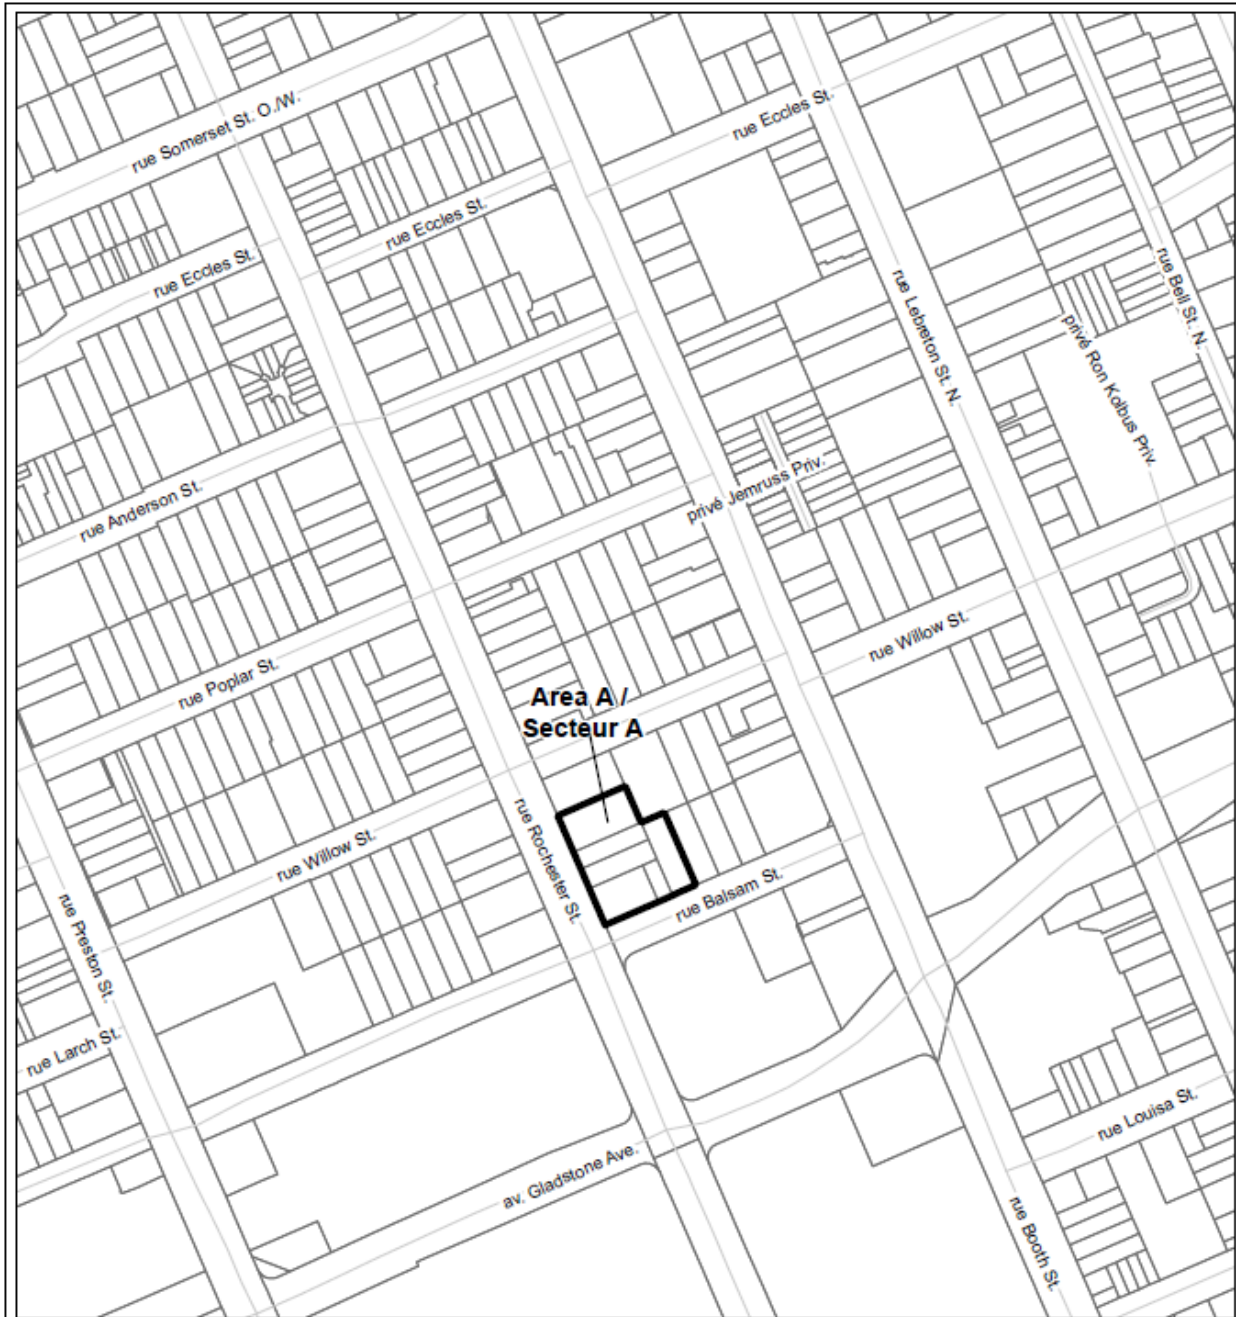 rue Somerset St. O./W.
rue Eccles St.
rue Eccles St.
rue Eccles St.
rue Lebreton St. N.
rue Bell St. N.
privé Ron Kolbus Priv.
rue Anderson St.
privé Jemruss Priv.
rue Willow St.
rue Poplar St.
Area A /
Secteur A
rue Willow St.
rue Rochester St.
rue Balsam St.
rue Preston St.
rue Larch St.
rue Louisa St.
av. Gladstone Ave.
rue Booth St.